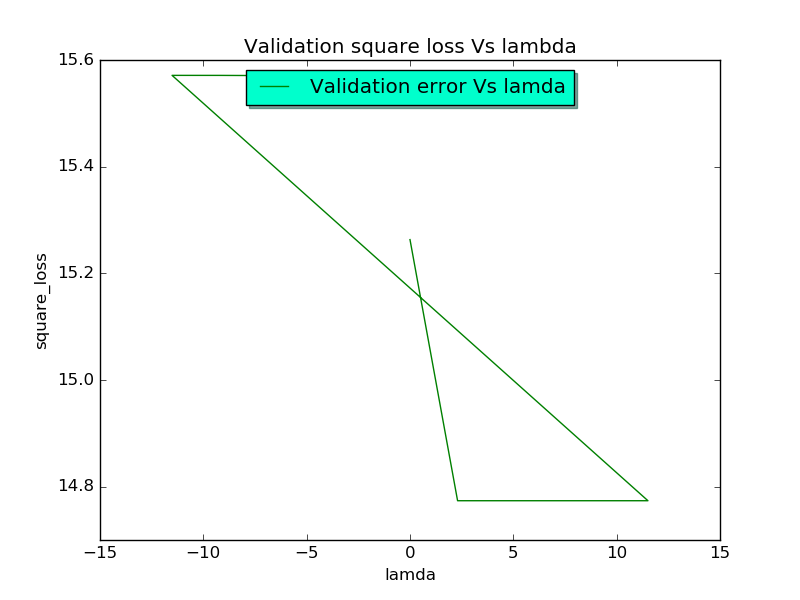 Validation square loss Vs lambda
Validation error Vs lamda
15.6
15.4
15.2
15.0
14.8
square_loss
−15 −10 −5 0 5 10 15
lamda